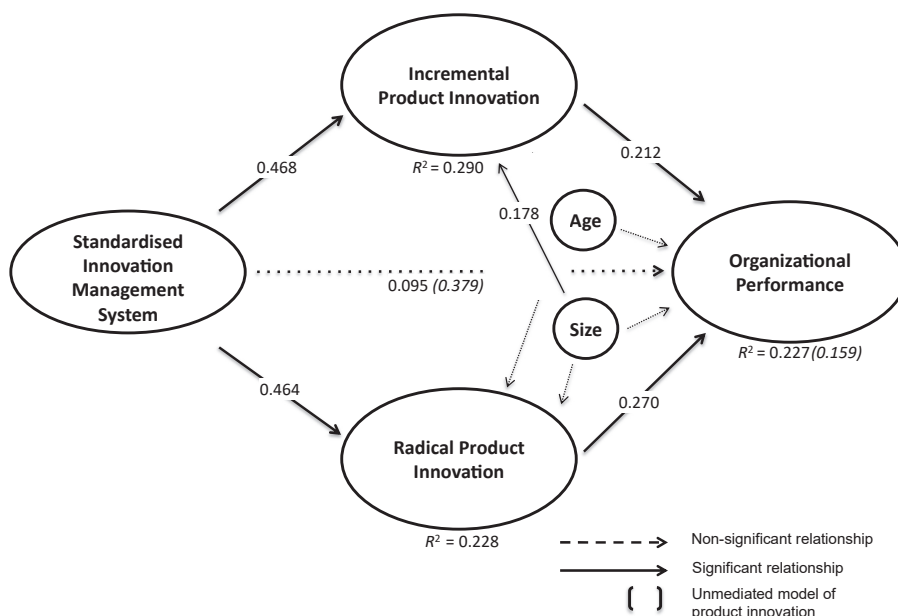 Incremental
Product Innovation
0.468
R² = 0.290
0.212
0.178
Age
Standardised
Innovation
Management
System
0.095 (0.379)
Organizational
Performance
Size
R² = 0.227(0.159)
0.464
0.270
Radical Product
Innovation
R² = 0.228
Non-significant relationship
Significant relationship
( ) Unmediated model of
product innovation